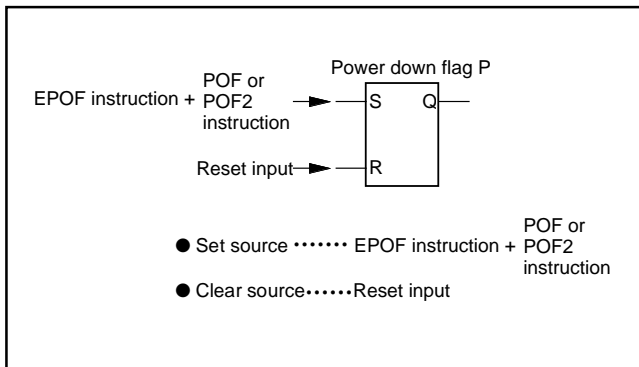 Power down flag P
EPOF instruction + POF or
POF2
instruction
S Q
Reset input R
● Set source ······· EPOF instruction + POF or
POF2
instruction
● Clear source ······ Reset input